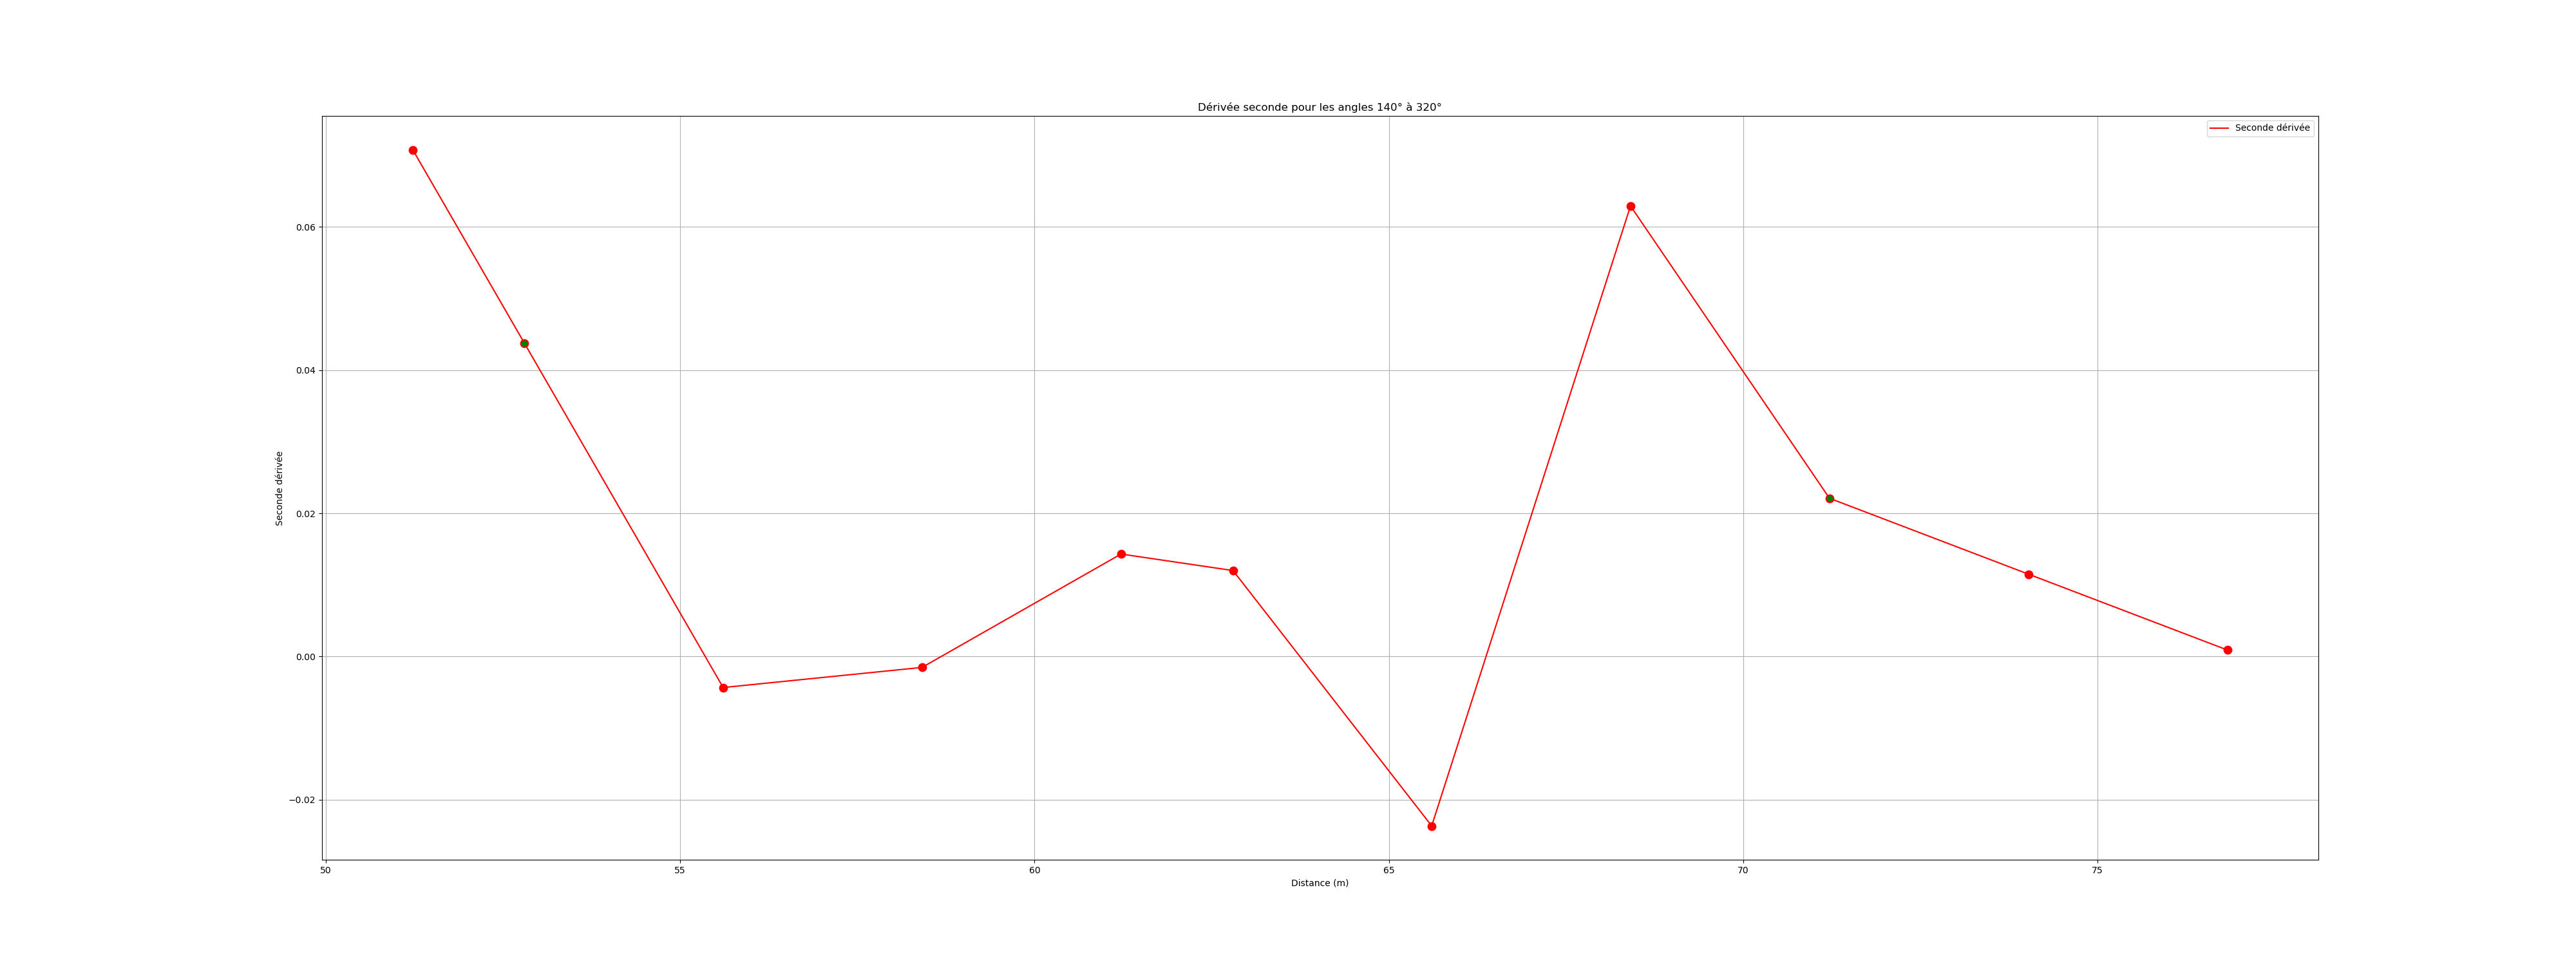 Dérivée seconde pour les angles 140° à 320°
Seconde dérivée
0.06
0.04
0.02
0.00
−0.02
Seconde dérivée
50
55
60
65
70
75
Distance (m)